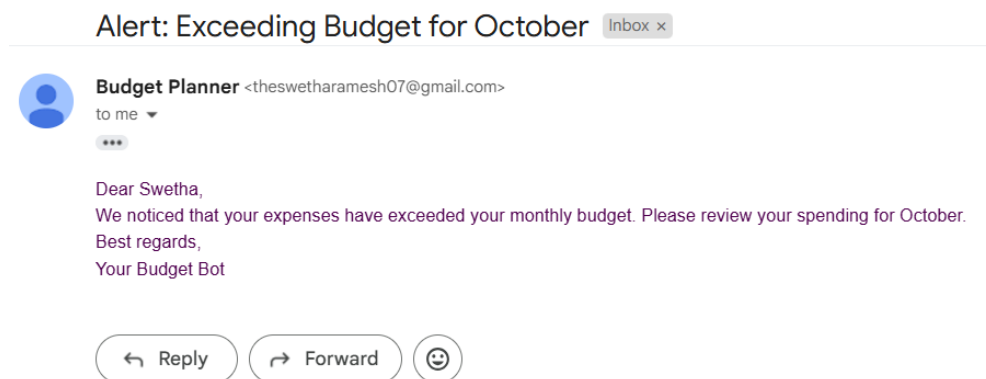 Alert: Exceeding Budget for October Inbox ×
Budget Planner <theswetharamesh07@gmail.com>
to me
Dear Swetha,
We noticed that your expenses have exceeded your monthly budget. Please review your spending for October.
Best regards,
Your Budget Bot
Reply Forward